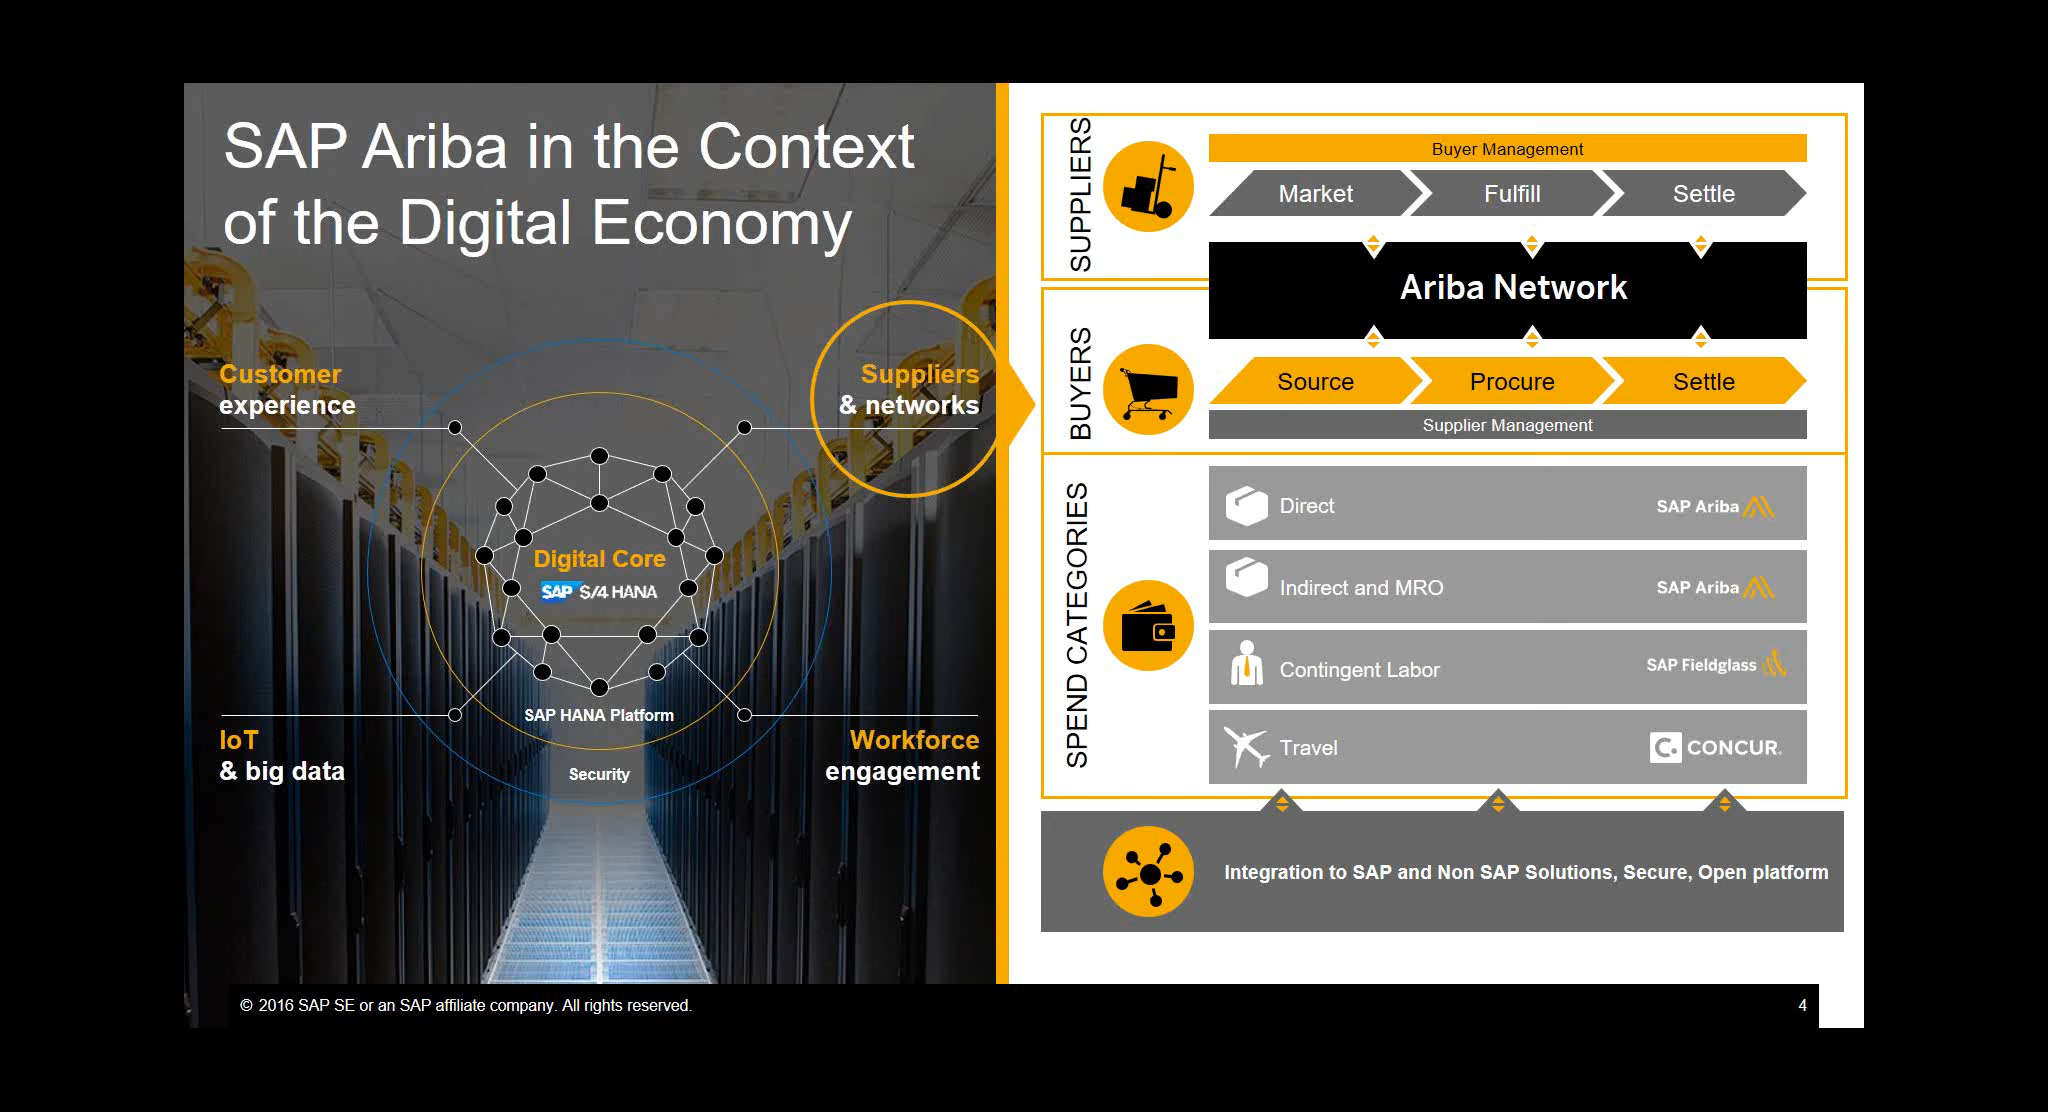 SAP Ariba in the Context
of the Digital Economy
Customer
experience
Suppliers
& networks
Digital Core
SAP S/4 HANA
SAP HANA Platform
Security
IoT
& big data
Workforce
engagement
SUPPLIERS
Buyer Management
Market
Fulfill
Settle
Ariba Network
BUYERS
Source
Procure
Settle
Supplier Management
SPEND CATEGORIES
Direct
SAP Ariba
Indirect and MRO
SAP Ariba
Contingent Labor
SAP Fieldglass
Travel
C. CONCUR.
Integration to SAP and Non SAP Solutions, Secure, Open platform
© 2016 SAP SE or an SAP affiliate company. All rights reserved.
4